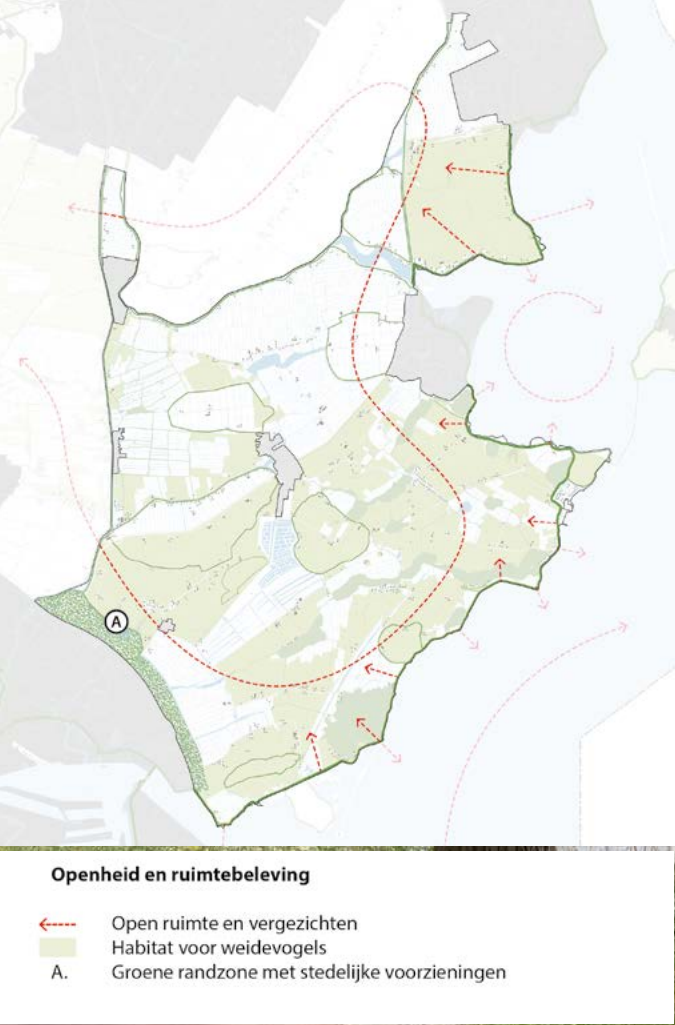 A
Openheid en ruimtebeleving
Open ruimte en vergezichten
Habitat voor weidevogels
A. Groene randzone met stedelijke voorzieningen